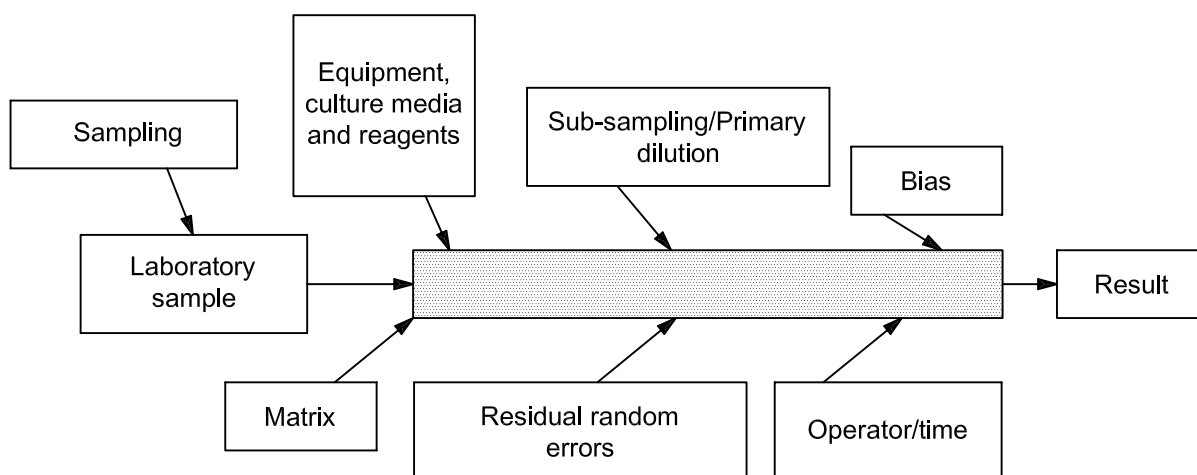 Sampling
Equipment,
culture media
and reagents
Sub-sampling/Primary
dilution
Bias
Laboratory
sample
Result
Matrix
Residual random
errors
Operator/time